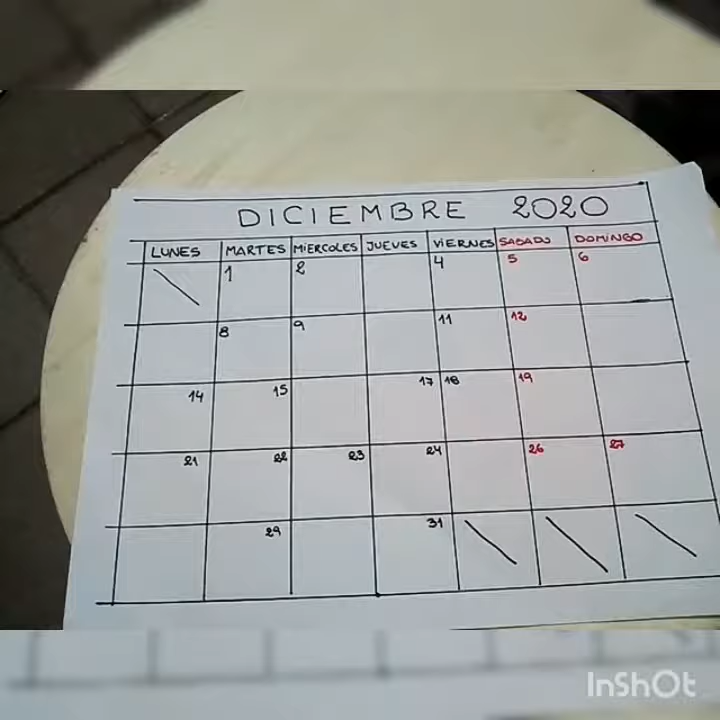 DICIEMBRE 2020
LUNES MARTES MIERCOLES JUEVES VIERNES SABADO DOMINGO
1 2 4 5 6
8 9 11 12
14 15 17 18 19
21 22 23 24 26 27
29 31
InShOt